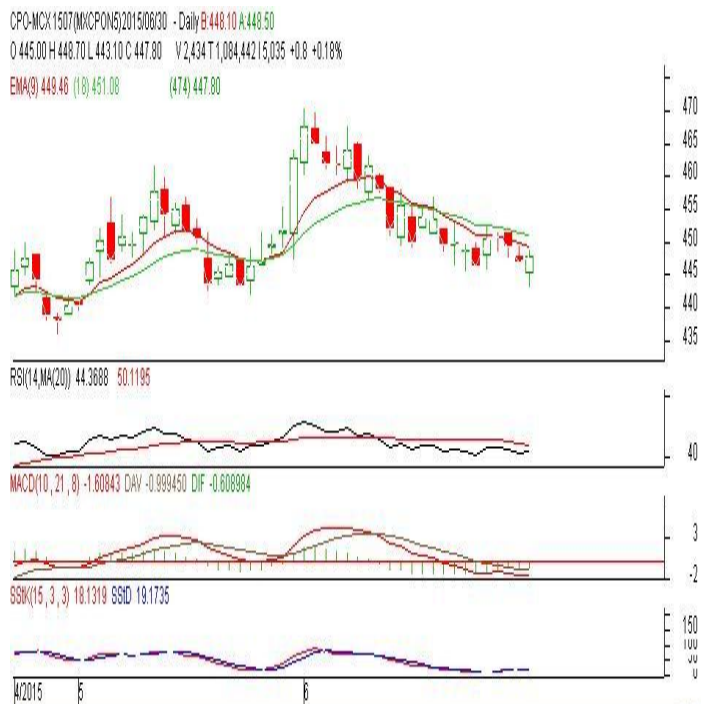 CPO-MCX 1507(MXCPON5)2015/06/30 - Daily B:448.10 A:448.50
O 445.00 H 448.70 L 443.10 C 447.80 V 2,434 T 1,084,442 I 5,035 +0.8 +0.18%
EMA(9) 449.46 (18) 451.08 (474) 447.80
470
465
460
455
450
445
440
435
RSI(14,MA(20)) 44.3688 50.1195
40
MACD(10, 21, 8) -1.60843 DAV -0.999450 DIF -0.608984
3
-2
SStK(15, 3, 3) 18.1319 SStD 19.1735
150
100
50
0
4/2015 5 6